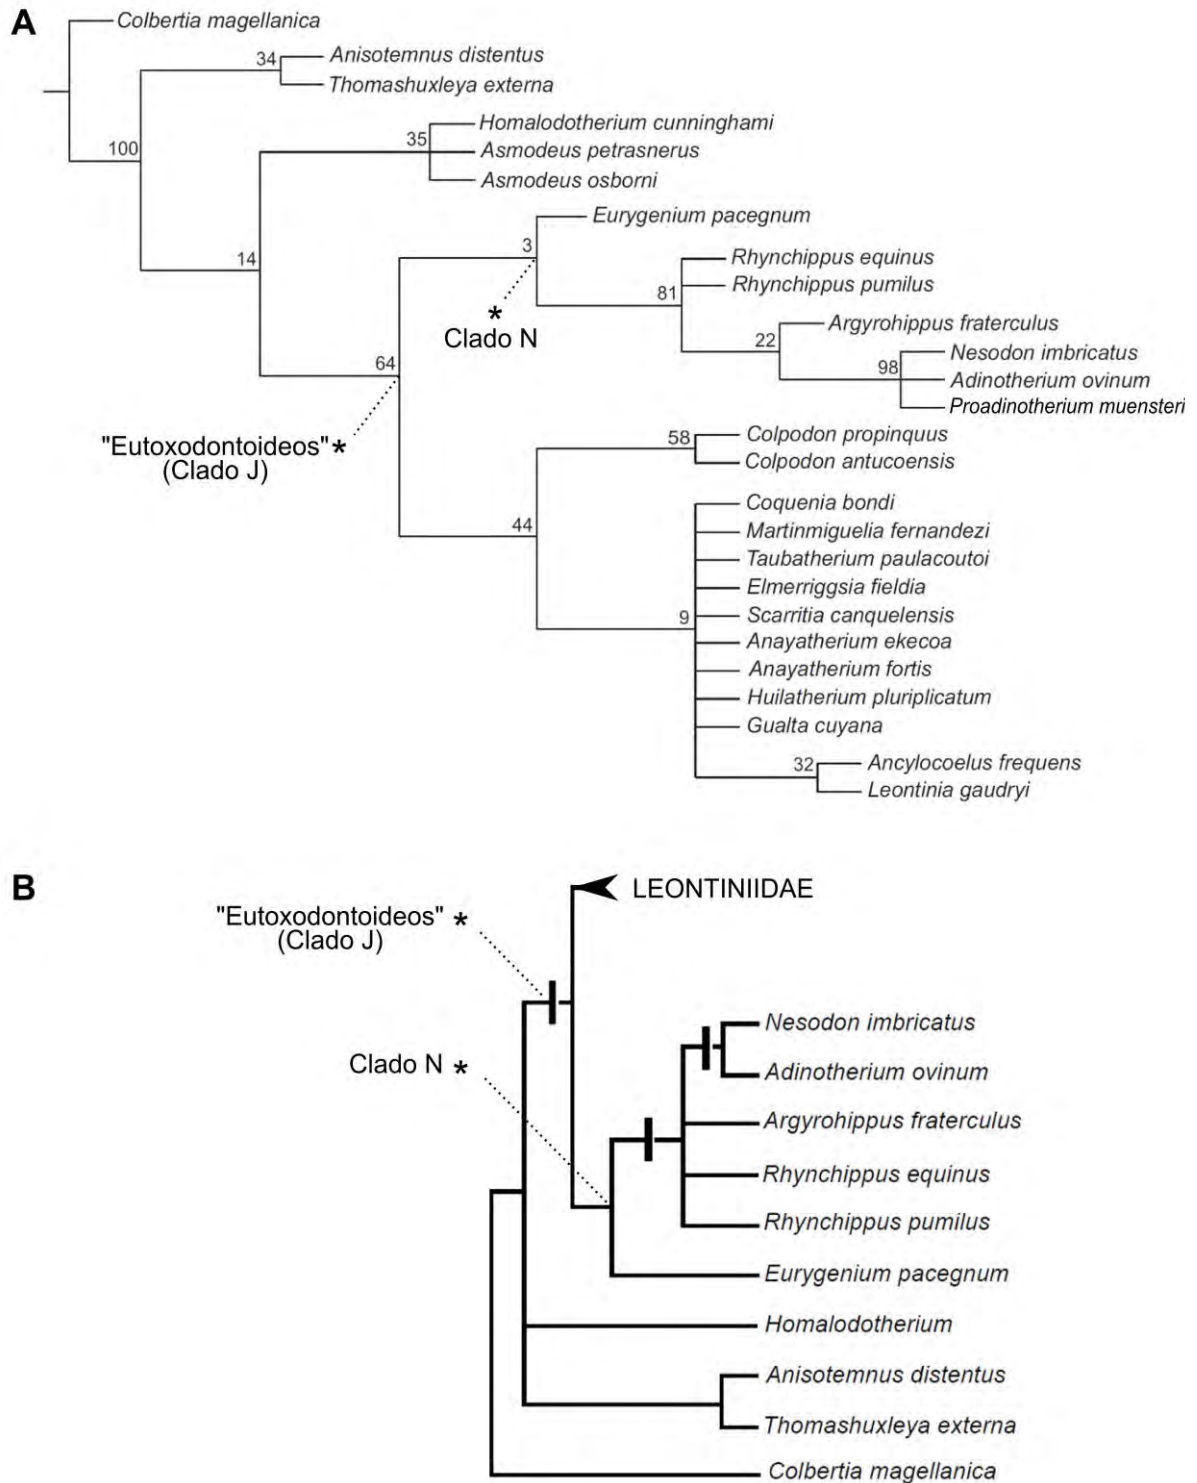 A
Colbertia magellanica
34
Anisotemnus distentus
Thomashuxleya externa
100
35
Homalodotherium cunninghami
Asmodeus petrasnerus
Asmodeus osborni
14
3
Eurygenium pacegnum
*
Clado N
81
Rhynchippus equinus
Rhynchippus pumilus
22
Argyrohippus fraterculus
98
Nesodon imbricatus
Adinotherium ovinum
Proadinotherium muensteri
64
"Eutoxodontoideos" *
(Clado J)
58
Colpodon propinquus
Colpodon antucoensis
44
9
Coquenia bondi
Martinmiguelia fernandezi
Taubatherium paulacoutoi
Elmerriggsia fieldia
Scarritia canquelensis
Anayatherium ekecoa
Anayatherium fortis
Huilatherium pluriplicatum
Gualta cuyana
32
Ancylocoelus frequens
Leontinia gaudryi
B
LEONTINIIDAE
"Eutoxodontoideos" *
(Clado J)
Clado N *
Nesodon imbricatus
Adinotherium ovinum
Argyrohippus fraterculus
Rhynchippus equinus
Rhynchippus pumilus
Eurygenium pacegnum
Homalodotherium
Anisotemnus distentus
Thomashuxleya externa
Colbertia magellanica